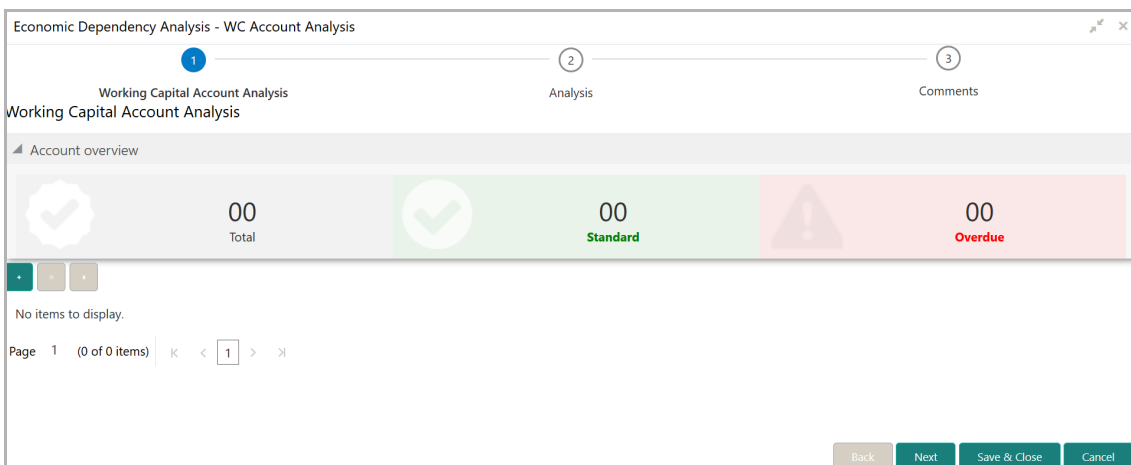 Economic Dependency Analysis - WC Account Analysis
1 2 3
Working Capital Account Analysis Analysis Comments
Working Capital Account Analysis
Account overview
00 00 00
Total Standard Overdue
+
No items to display.
Page 1 (0 of 0 items) 1
Back Next Save & Close Cancel